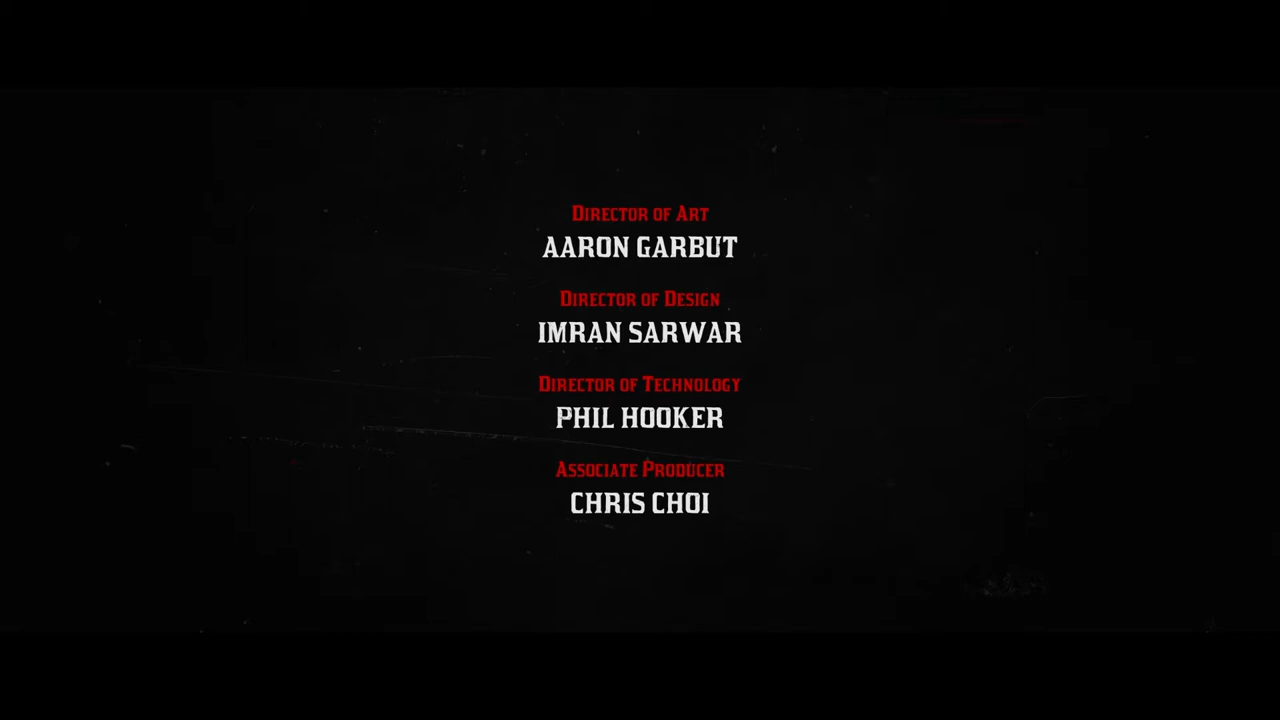 Director of Art
AARON GARBUT
Director of Design
IMRAN SARWAR
Director of Technology
PHIL HOOKER
Associate Producer
CHRIS CHOI